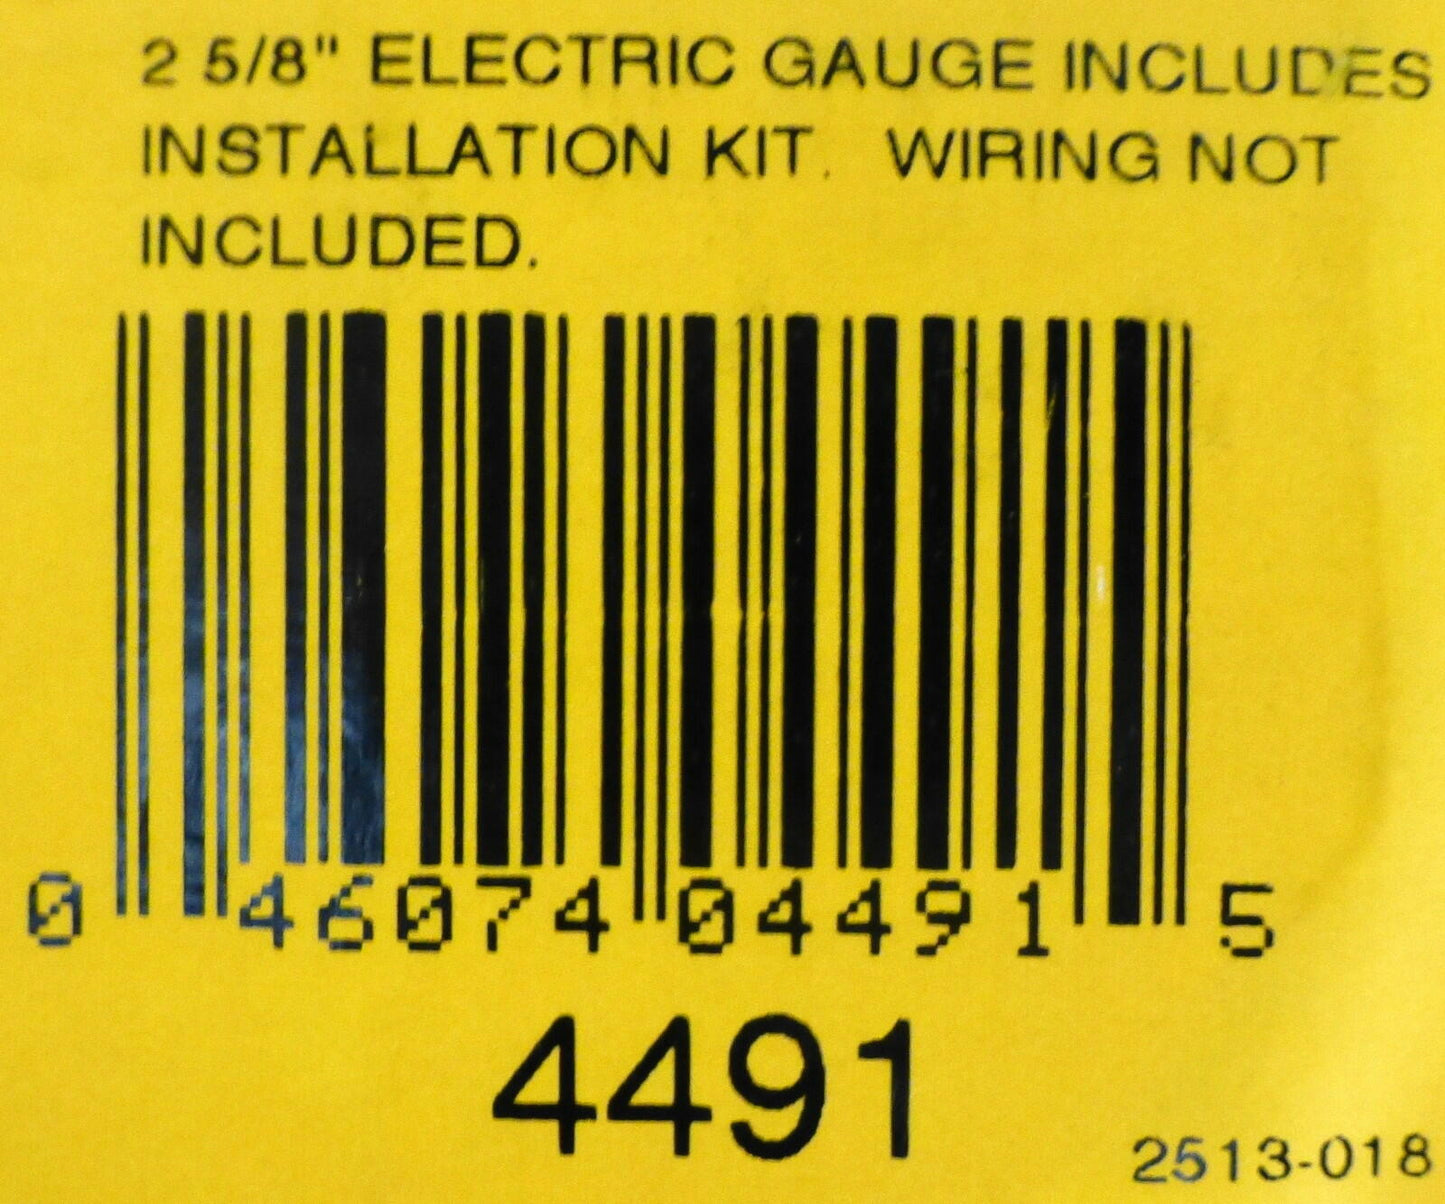 2 5/8" ELECTRIC GAUGE INCLUDES
INSTALLATION KIT. WIRING NOT
INCLUDED.
0 46074 04491 5
4491
2513-018